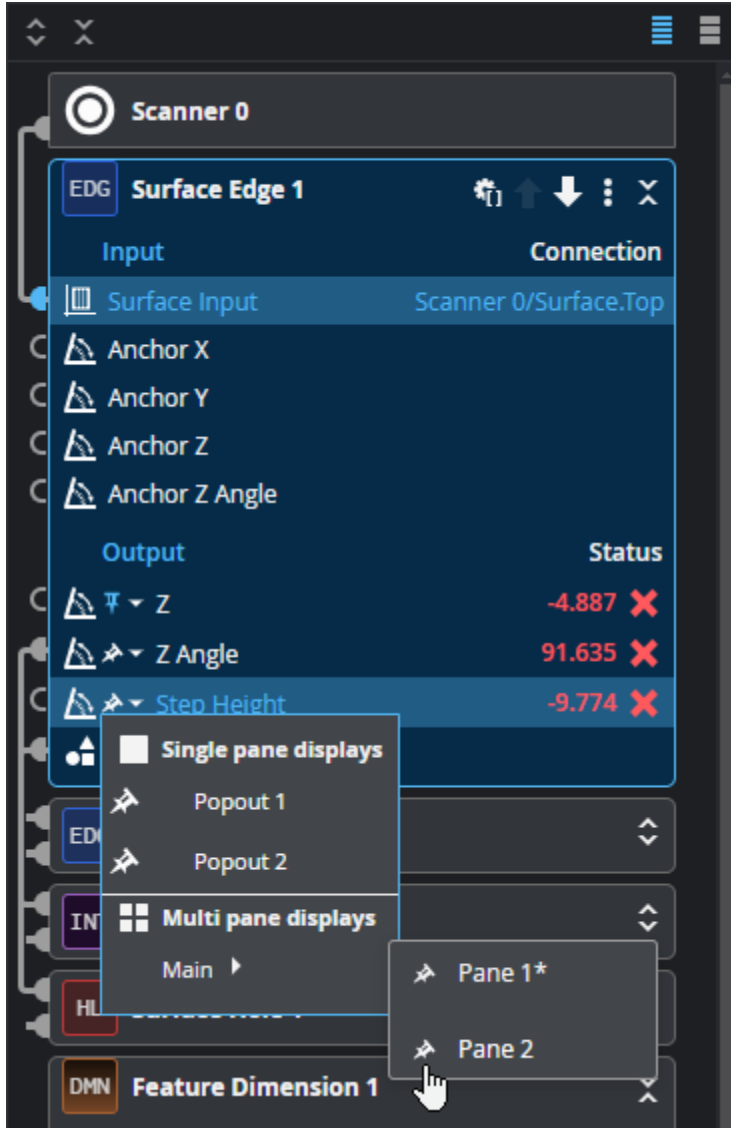 Scanner 0
EDG Surface Edge 1
Input Connection
Surface Input Scanner 0/Surface.Top
Anchor X
Anchor Y
Anchor Z
Anchor Z Angle
Output Status
Z -4.887
Z Angle 91.635
Step Height -9.774
Single pane displays
Popout 1
Popout 2
Multi pane displays
Main
Pane 1*
Pane 2
DMN Feature Dimension 1